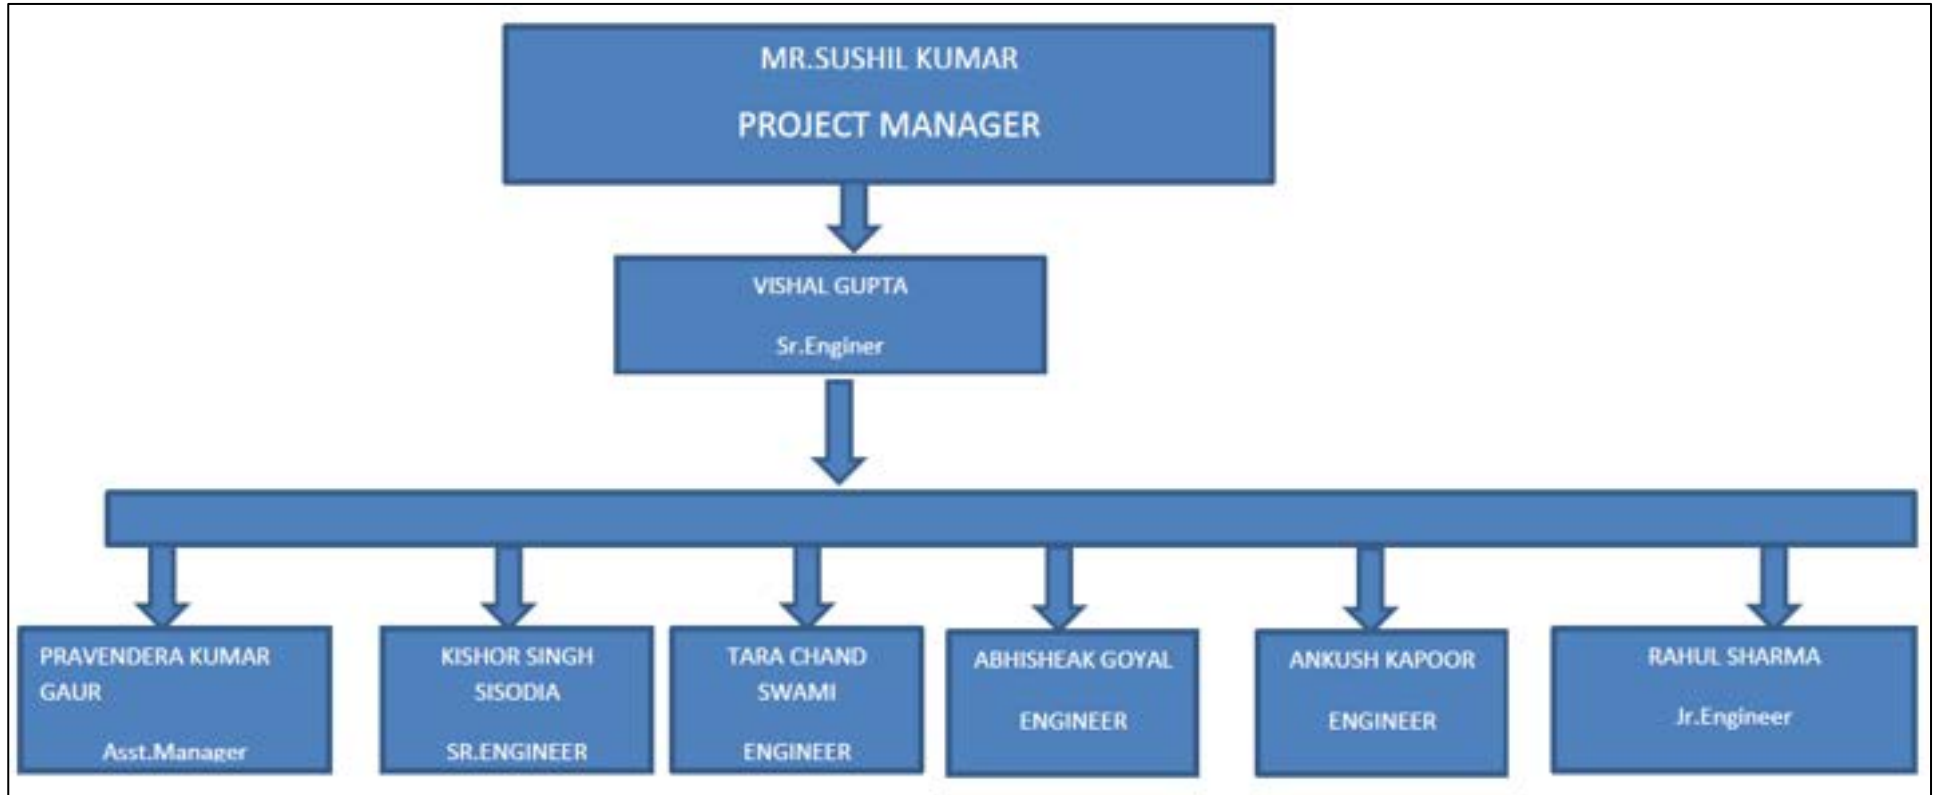 MR.SUSHIL KUMAR
PROJECT MANAGER
VISHAL GUPTA
Sr.Enginer
PRAVENDERA KUMAR
GAUR
Asst.Manager
KISHOR SINGH
SISODIA
SR.ENGINEER
TARA CHAND
SWAMI
ENGINEER
ABHISHEAK GOYAL
ENGINEER
ANKUSH KAPOOR
ENGINEER
RAHUL SHARMA
Jr.Engineer